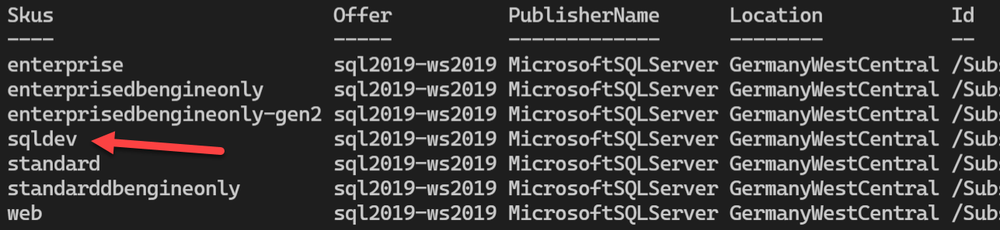 Skus Offer PublisherName Location Id
---- ----- ------------- -------- --
enterprise sql2019-ws2019 MicrosoftSQLServer GermanyWestCentral /Subs
enterprisedbengineonly sql2019-ws2019 MicrosoftSQLServer GermanyWestCentral /Subs
enterprisedbengineonly-gen2 sql2019-ws2019 MicrosoftSQLServer GermanyWestCentral /Subs
sqldev sql2019-ws2019 MicrosoftSQLServer GermanyWestCentral /Subs
standard sql2019-ws2019 MicrosoftSQLServer GermanyWestCentral /Subs
standarddbengineonly sql2019-ws2019 MicrosoftSQLServer GermanyWestCentral /Subs
web sql2019-ws2019 MicrosoftSQLServer GermanyWestCentral /Subs